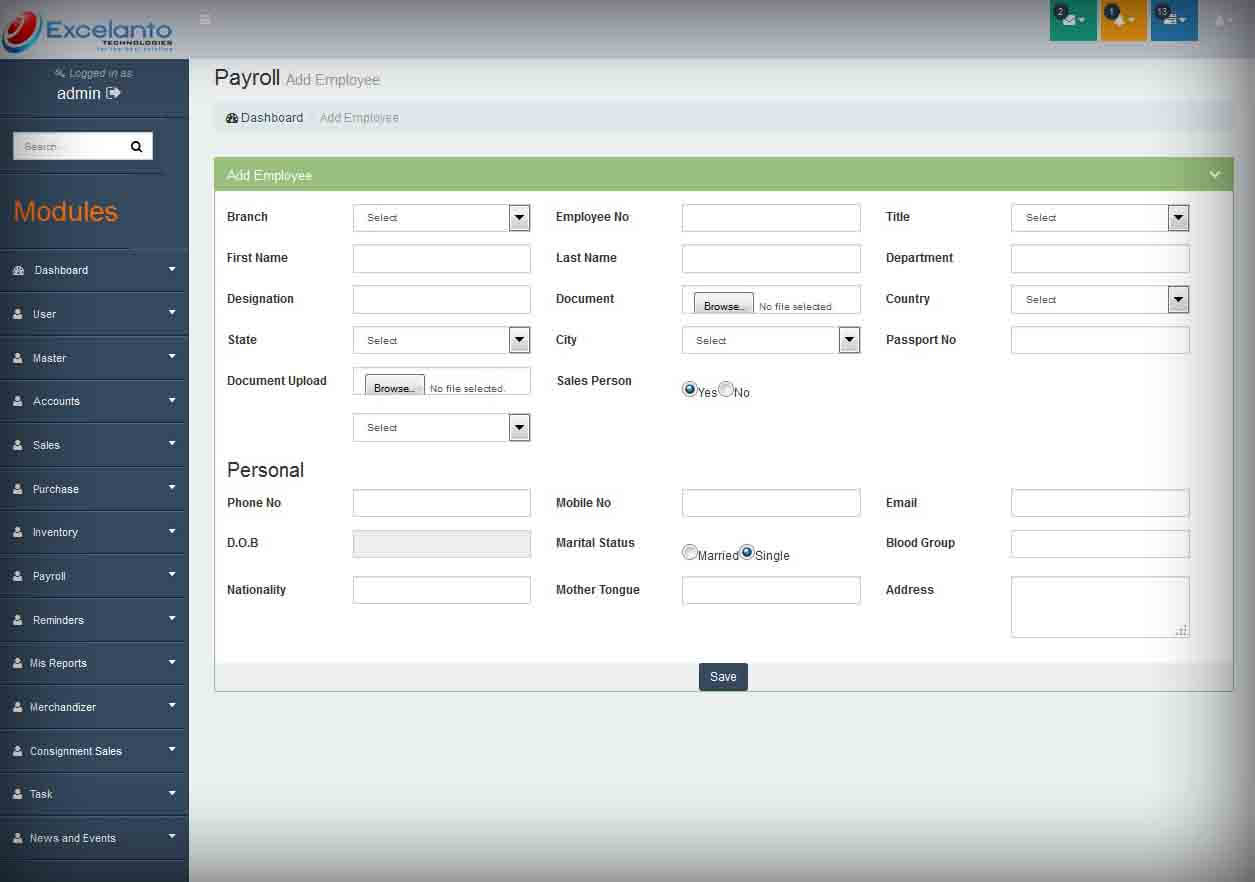 Excelanto
TECHNOLOGIES
for the best solution
2
1
13
Logged in as
admin
Search
Modules
Dashboard
User
Master
Accounts
Sales
Purchase
Inventory
Payroll
Reminders
Mis Reports
Merchandizer
Consignment Sales
Task
News and Events
Payroll Add Employee
Dashboard / Add Employee
Add Employee
Branch Select Employee No Title Select
First Name Last Name Department
Designation Document Browse... No file selected. Country Select
State Select City Select Passport No
Document Upload Browse... No file selected. Sales Person Yes No
Select
Personal
Phone No Mobile No Email
D.O.B Marital Status Married Single Blood Group
Nationality Mother Tongue Address
Save